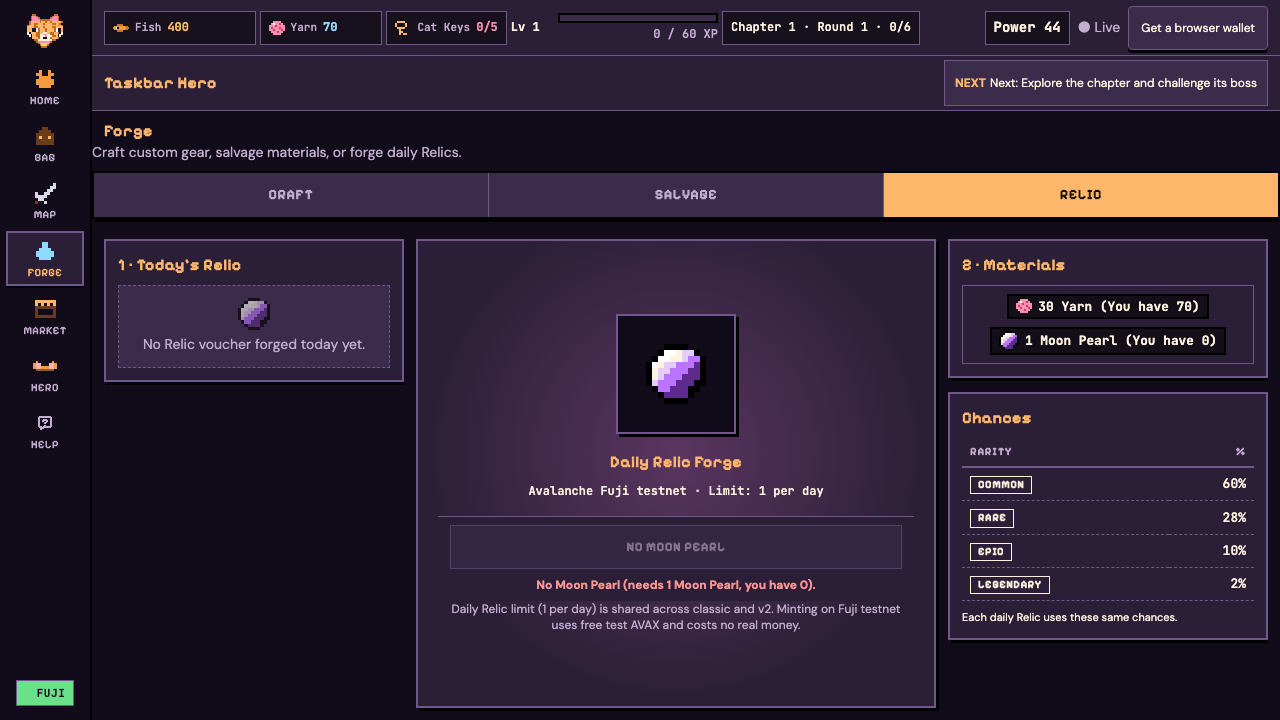 Fish 400
Yarn 70
Cat Keys 0/5
Lv 1
0 / 60 XP
Chapter 1 · Round 1 · 0/6
Power 44
Live
Get a browser wallet
HOME
BAG
MAP
FORGE
MARKET
HERO
HELP
FUJI
Taskbar Hero
NEXT Next: Explore the chapter and challenge its boss
Forge
Craft custom gear, salvage materials, or forge daily Relics.
CRAFT
SALVAGE
RELIC
1 · Today's Relic
No Relic voucher forged today yet.
Daily Relic Forge
Avalanche Fuji testnet · Limit: 1 per day
NO MOON PEARL
No Moon Pearl (needs 1 Moon Pearl, you have 0).
Daily Relic limit (1 per day) is shared across classic and v2. Minting on Fuji testnet
uses free test AVAX and costs no real money.
2 · Materials
30 Yarn (You have 70)
1 Moon Pearl (You have 0)
Chances
RARITY %
COMMON 60%
RARE 28%
EPIC 10%
LEGENDARY 2%
Each daily Relic uses these same chances.